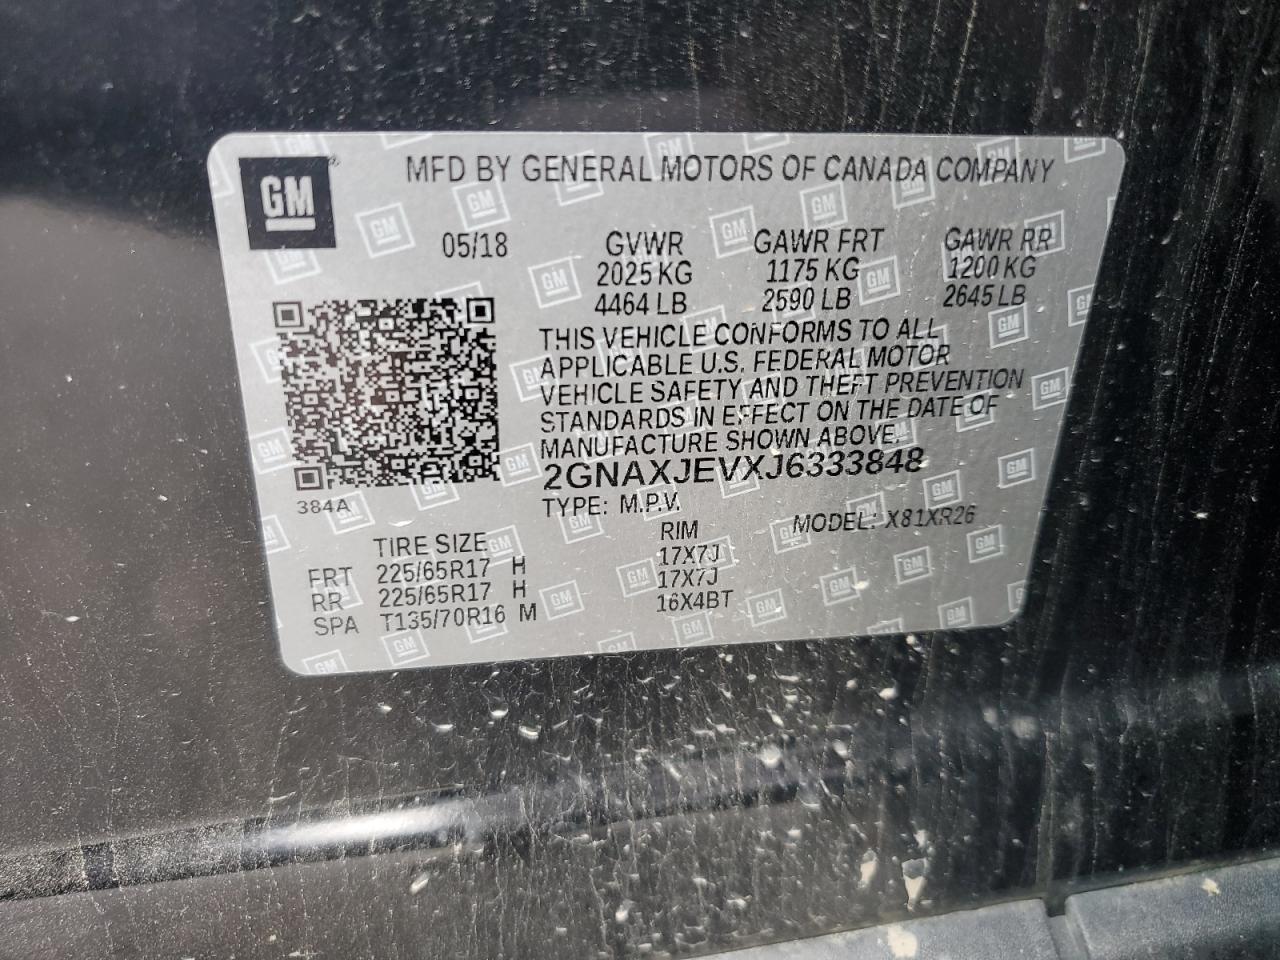 GM
MFD BY GENERAL MOTORS OF CANADA COMPANY
05/18 GVWR GAWR FRT GAWR RR
2025 KG 1175 KG 1200 KG
4464 LB 2590 LB 2645 LB
THIS VEHICLE CONFORMS TO ALL
APPLICABLE U.S. FEDERAL MOTOR
VEHICLE SAFETY AND THEFT PREVENTION
STANDARDS IN EFFECT ON THE DATE OF
MANUFACTURE SHOWN ABOVE.
2GNAXJEVXJ6333848
384A
TYPE: M.P.V.
MODEL: X81XR26
TIRE SIZE RIM
FRT 225/65R17 H 17X7J
RR 225/65R17 H 17X7J
SPA T135/70R16 M 16X4BT